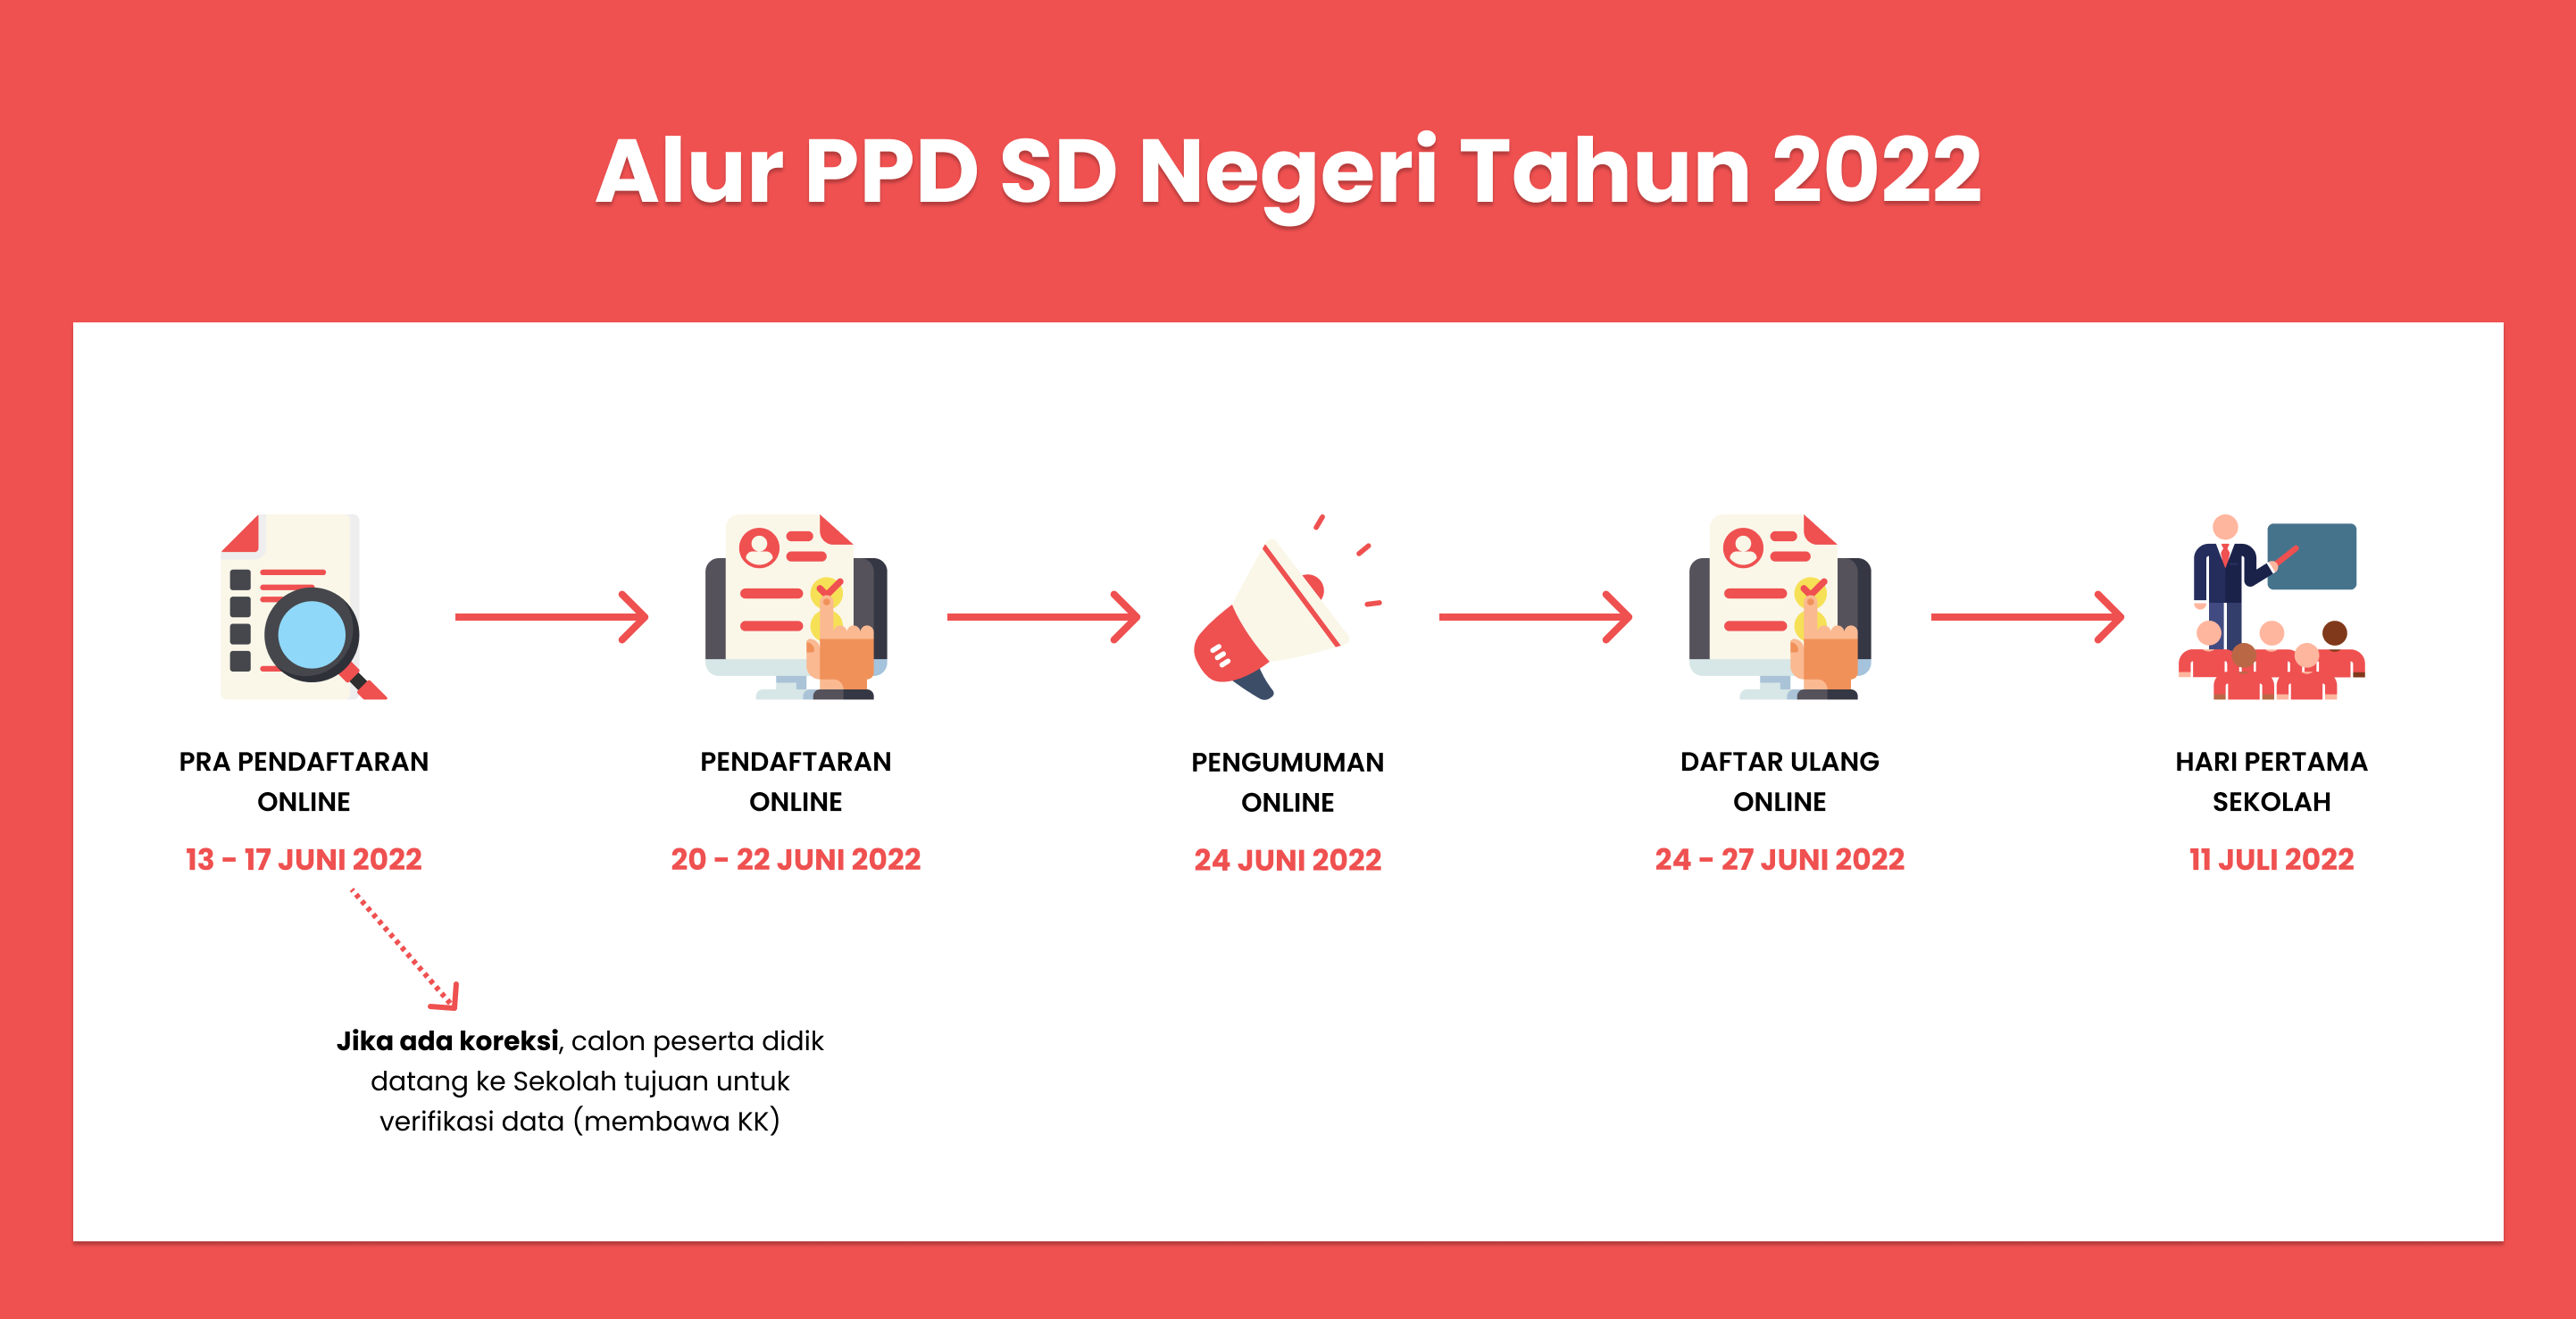 Alur PPD SD Negeri Tahun 2022
PRA PENDAFTARAN
ONLINE
13 - 17 JUNI 2022
PENDAFTARAN
ONLINE
20 - 22 JUNI 2022
PENGUMUMAN
ONLINE
24 JUNI 2022
DAFTAR ULANG
ONLINE
24 - 27 JUNI 2022
HARI PERTAMA
SEKOLAH
11 JULI 2022
Jika ada koreksi, calon peserta didik
datang ke Sekolah tujuan untuk
verifikasi data (membawa KK)